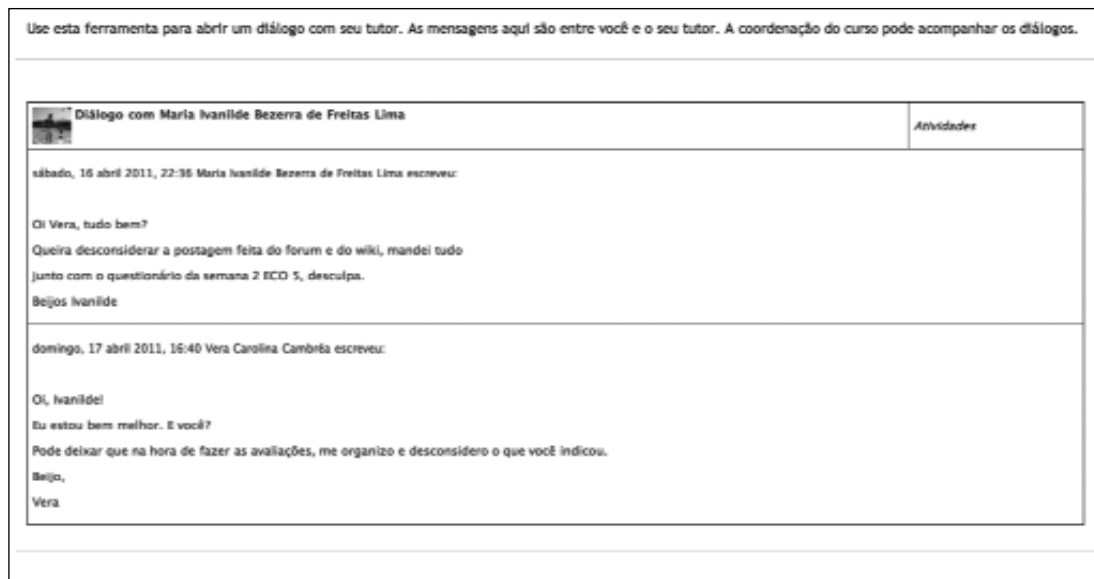 Use esta ferramenta para abrir um diálogo com seu tutor. As mensagens aqui são entre você e o seu tutor. A coordenação do curso pode acompanhar os diálogos.
Diálogo com Maria Ivanilde Bezerra de Freitas Lima
Atividades
sábado, 16 abril 2011, 22:36 Maria Ivanilde Bezerra de Freitas Lima escreveu:
Oi Vera, tudo bem?
Queira desconsiderar a postagem feita do forum e do wiki, mandei tudo
junto com o questionário da semana 2 ECO 5, desculpa.
Beijos Ivanilde
domingo, 17 abril 2011, 16:40 Vera Carolina Cambréa escreveu:
Oi, Ivanilde!
Eu estou bem melhor. E você?
Pode deixar que na hora de fazer as avaliações, me organizo e desconsidero o que você indicou.
Beijo,
Vera